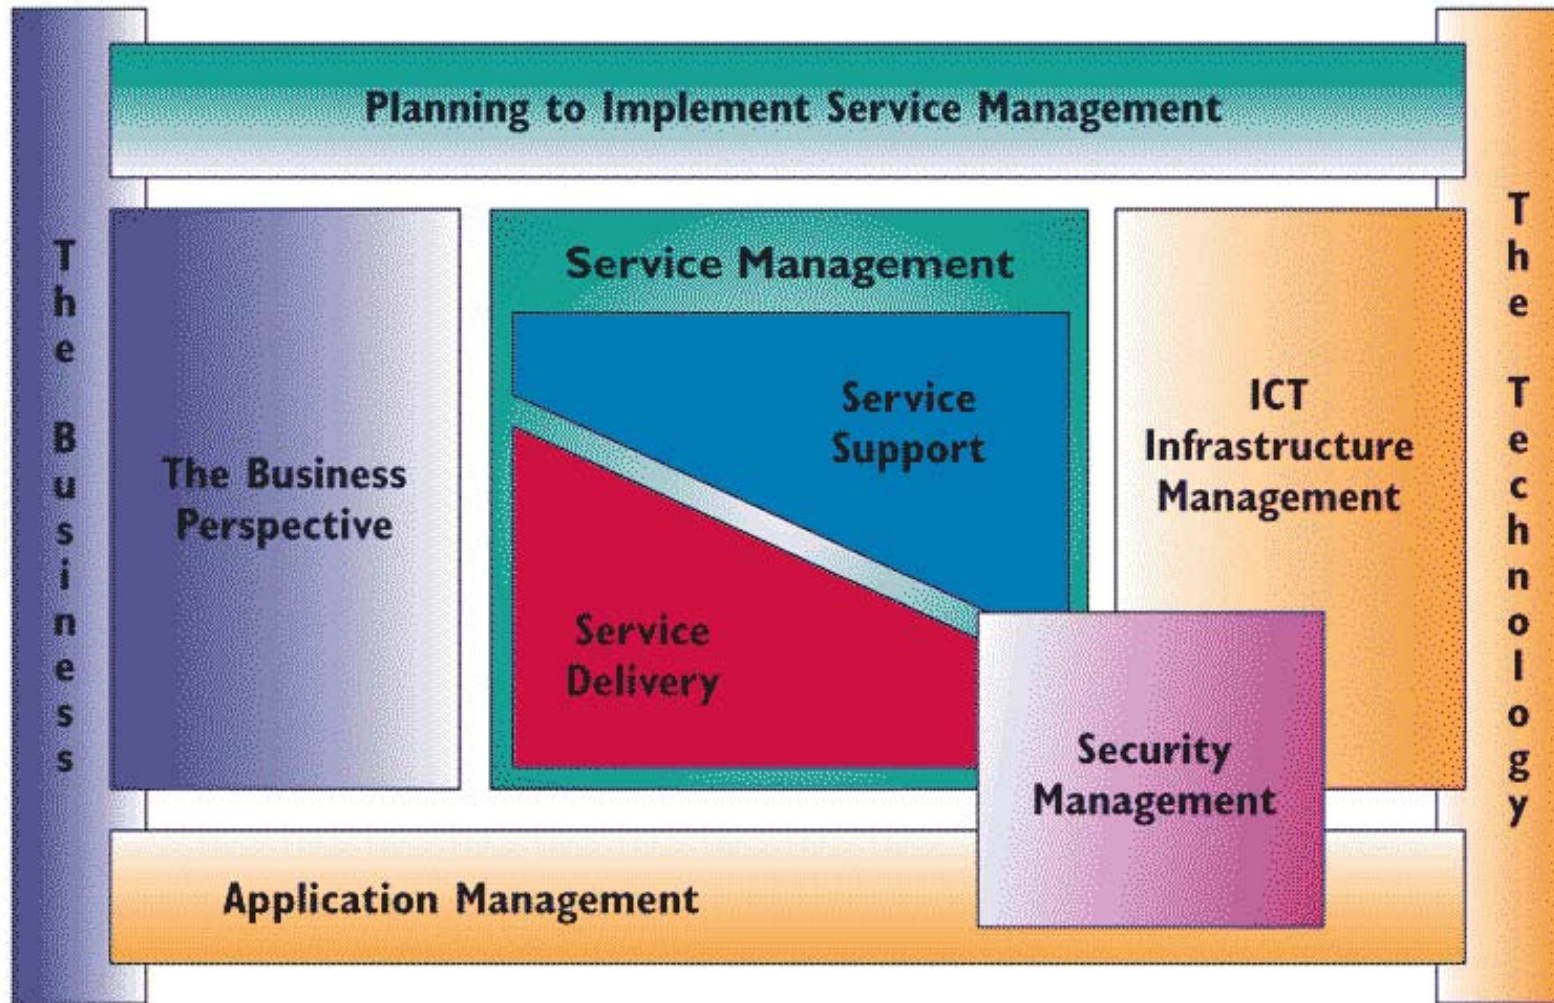 Planning to Implement Service Management
The Business
The Business
Perspective
Service Management
Service
Support
Service
Delivery
ICT
Infrastructure
Management
The Technology
Security
Management
Application Management